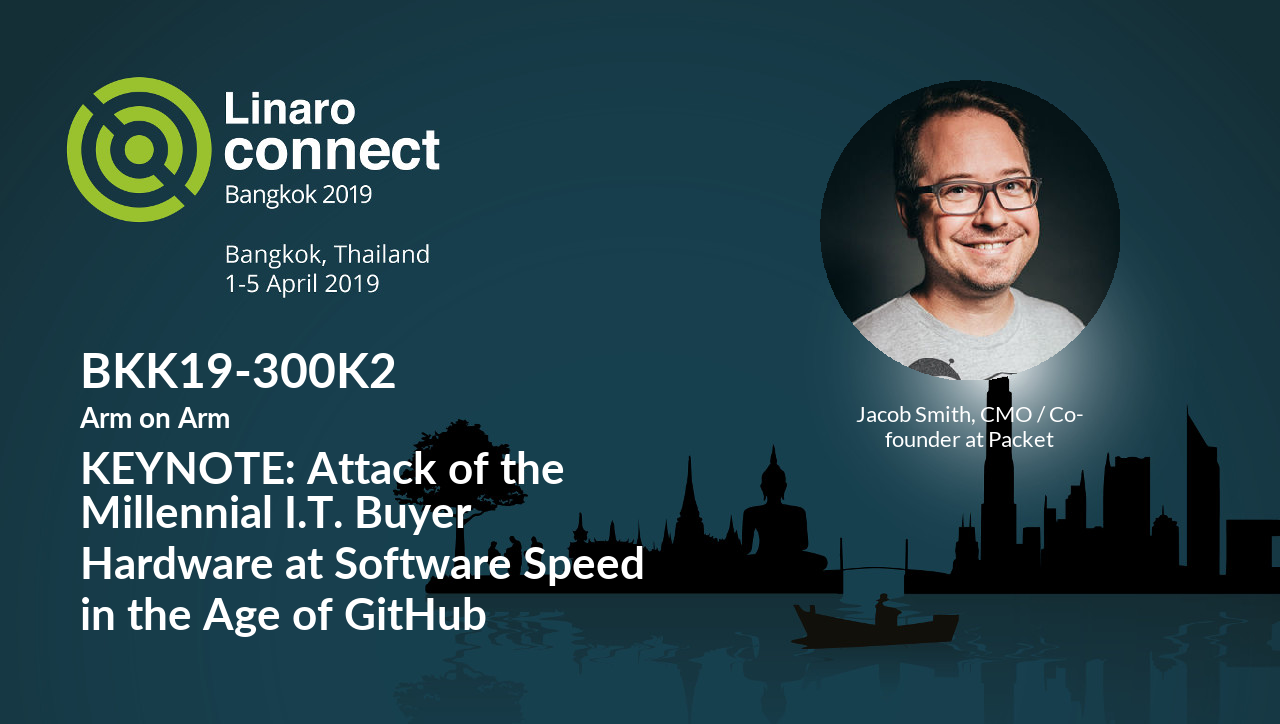 Linaro
connect
Bangkok 2019
Bangkok, Thailand
1-5 April 2019
BKK19-300K2
Arm on Arm
KEYNOTE: Attack of the
Millennial I.T. Buyer
Hardware at Software Speed
in the Age of GitHub
Jacob Smith, CMO / Co-
founder at Packet